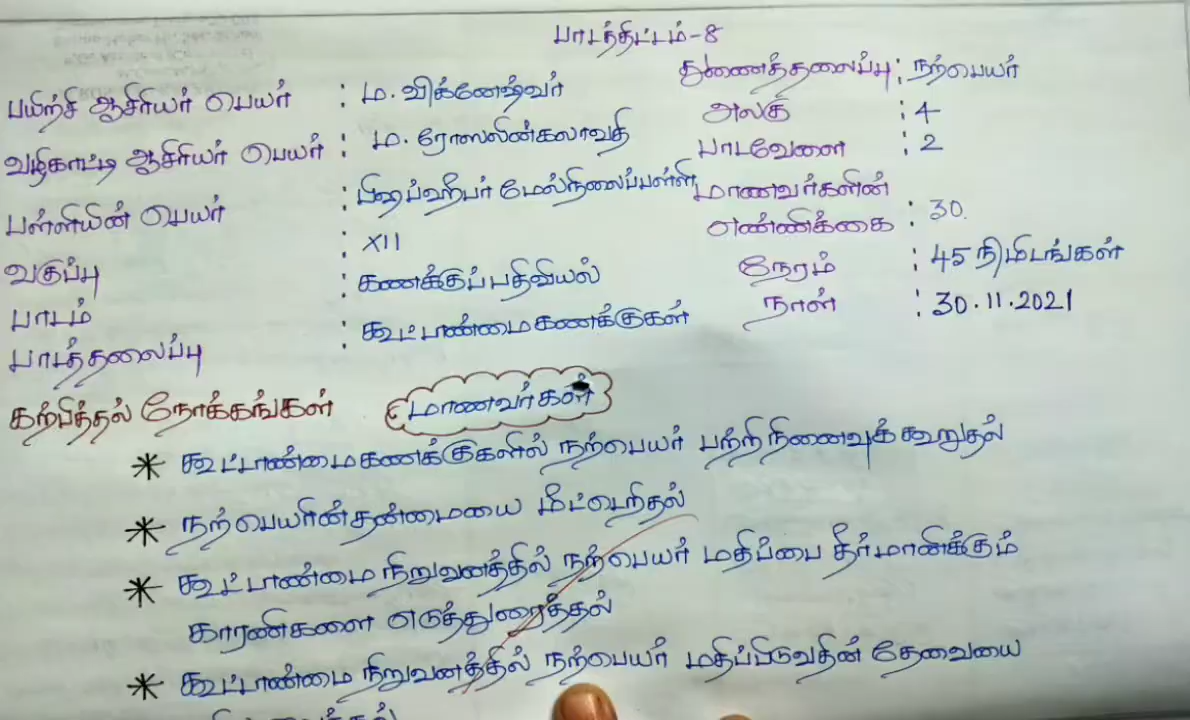 பாடத்திட்டம்-8
பயிற்சி ஆசிரியர் பெயர் : ம. விக்னேஷ்வர்
வழிகாட்டி ஆசிரியர் பெயர் : ம. ரோஸலின்கலாவதி
பள்ளியின் பெயர் : பிஷப்ஹீபர் மேல்நிலைப்பள்ளி
வகுப்பு : XII
பாடம் : கணக்குப்பதிவியல்
பாடத்தலைப்பு : கூட்டாண்மை கணக்குகள்
துணைத்தலைப்பு : நற்பெயர்
அலகு : 4
பாடவேளை : 2
மாணவர்களின்
எண்ணிக்கை : 30.
நேரம் : 45 நிமிடங்கள்
நாள் : 30.11.2021
கற்பித்தல் நோக்கங்கள் மாணவர்கள்
* கூட்டாண்மை கணக்குகளில் நற்பெயர் பற்றி நினைவுக் கூறுதல்
* நற்பெயரின் தன்மையை மீட்டெறிதல்
* கூட்டாண்மை நிறுவனத்தில் நற்பெயர் மதிப்பை தீர்மானிக்கும்
காரணிகளை எடுத்துரைத்தல்
* கூட்டாண்மை நிறுவனத்தில் நற்பெயர் மதிப்பிடுவதின் தேவையை